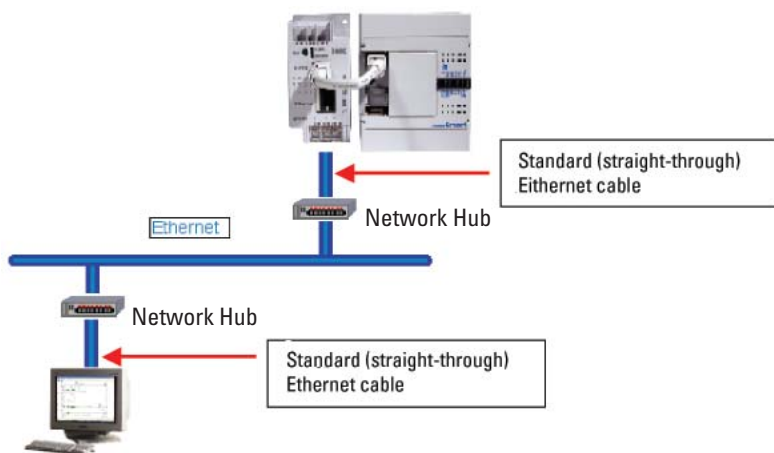 Standard (straight-through)
Eithernet cable
Network Hub
Ethernet
Network Hub
Standard (straight-through)
Ethernet cable